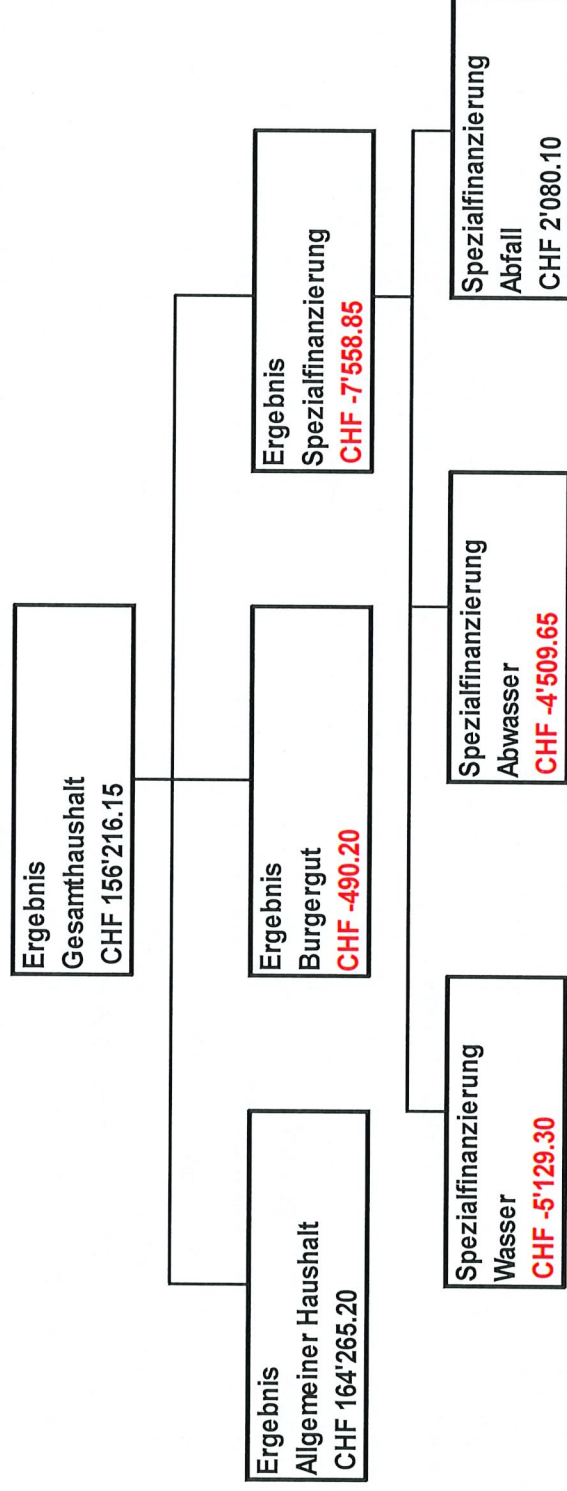 Ergebnis
Gesamthaushalt
CHF 156'216.15
Ergebnis
Allgemeiner Haushalt
CHF 164'265.20
Ergebnis
Burgergut
CHF -490.20
Ergebnis
Spezialfinanzierung
CHF -7'558.85
Spezialfinanzierung
Wasser
CHF -5'129.30
Spezialfinanzierung
Abwasser
CHF -4'509.65
Spezialfinanzierung
Abfall
CHF 2'080.10